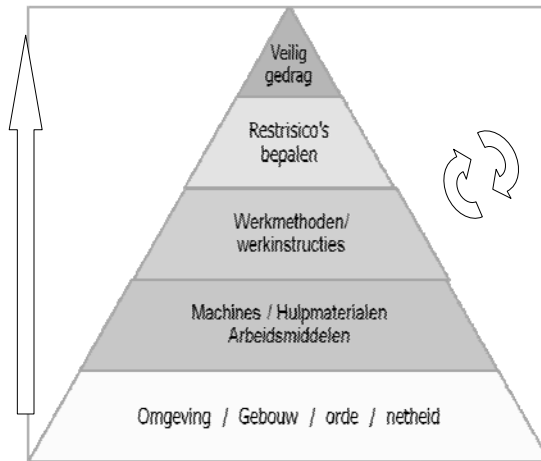 Veilig
gedrag
Restrisico's
bepalen
Werkmethoden/
werkinstructies
Machines / Hulpmaterialen
Arbeidsmiddelen
Omgeving / Gebouw / orde / netheid